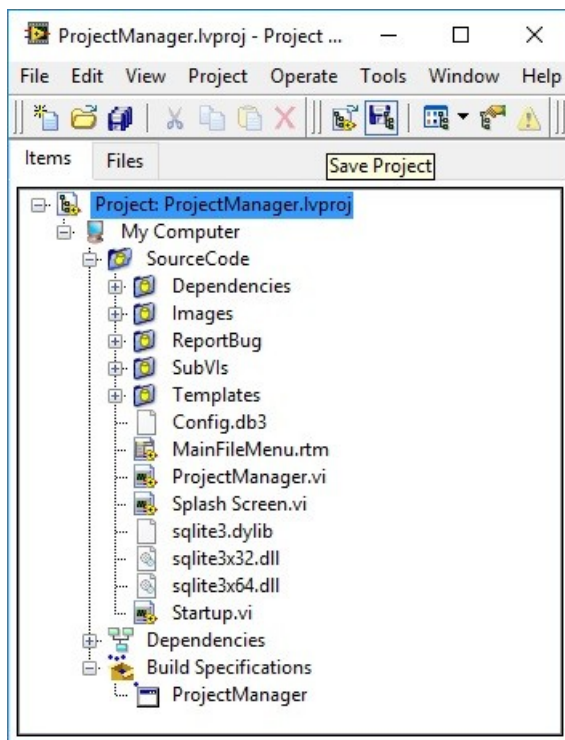 ProjectManager.lvproj - Project ...
File Edit View Project Operate Tools Window Help
Items Files
Save Project
Project: ProjectManager.lvproj
My Computer
SourceCode
Dependencies
Images
ReportBug
SubVIs
Templates
Config.db3
MainFileMenu.rtm
ProjectManager.vi
Splash Screen.vi
sqlite3.dylib
sqlite3x32.dll
sqlite3x64.dll
Startup.vi
Dependencies
Build Specifications
ProjectManager